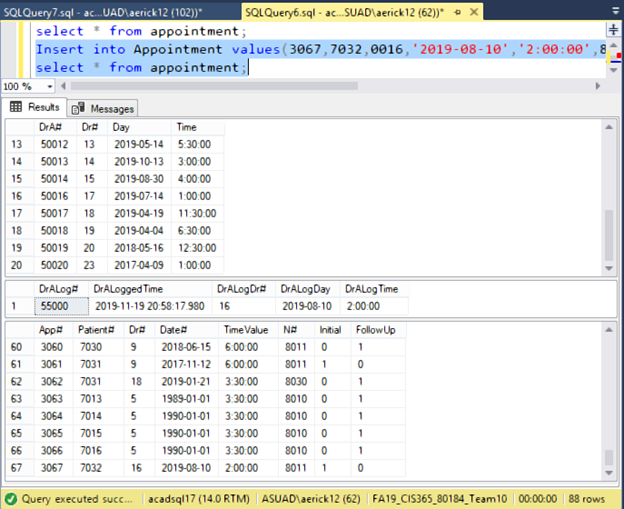 SQLQuery7.sql - ac...UAD\aerick12 (102))* SQLQuery6.sql - ac...SUAD\aerick12 (62))*
select * from appointment;
Insert into Appointment values(3067,7032,0016,'2019-08-10','2:00:00',8
select * from appointment;
100 %
Results Messages
DrA# Dr# Day Time
13 50012 13 2019-05-14 5:30:00
14 50013 14 2019-10-13 3:00:00
15 50014 15 2019-08-30 4:00:00
16 50016 17 2019-07-14 1:00:00
17 50017 18 2019-04-19 11:30:00
18 50018 19 2019-04-04 6:30:00
19 50019 20 2018-05-16 12:30:00
20 50020 23 2017-04-09 1:00:00
DrALog# DrALoggedTime DrALogDr# DrALogDay DrALogTime
1 55000 2019-11-19 20:58:17.980 16 2019-08-10 2:00:00
App# Patient# Dr# Date# TimeValue N# Initial FollowUp
60 3060 7030 9 2018-06-15 6:00:00 8011 0 1
61 3061 7031 9 2017-11-12 6:00:00 8011 1 0
62 3062 7031 18 2019-01-21 3:30:00 8030 0 1
63 3063 7013 5 1989-01-01 3:30:00 8010 0 1
64 3064 7014 5 1990-01-01 3:30:00 8010 0 1
65 3065 7015 5 1990-01-01 3:30:00 8010 0 1
66 3066 7016 5 1990-01-01 3:30:00 8010 0 1
67 3067 7032 16 2019-08-10 2:00:00 8011 1 0
Query executed succ... acadsql17 (14.0 RTM) ASUAD\aerick12 (62) FA19_CIS365_80184_Team10 00:00:00 88 rows